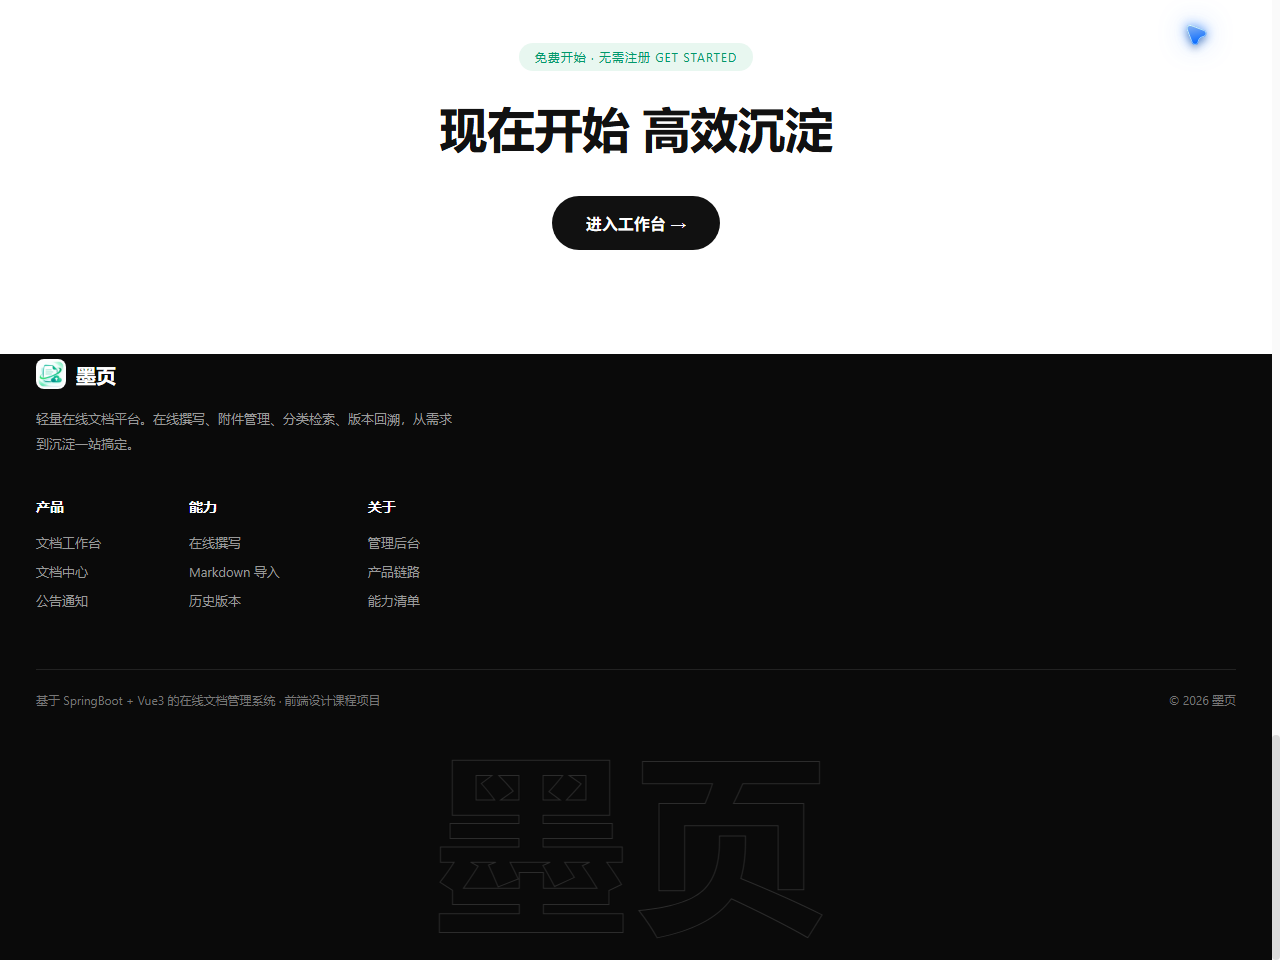 免费开始 · 无需注册 GET STARTED
现在开始 高效沉淀
进入工作台 →
墨页
轻量在线文档平台。在线撰写、附件管理、分类检索、版本回溯，从需求
到沉淀一站搞定。
产品 能力 关于
文档工作台 在线撰写 管理后台
文档中心 Markdown 导入 产品链路
公告通知 历史版本 能力清单
基于 SpringBoot + Vue3 的在线文档管理系统 · 前端设计课程项目 © 2026 墨页
墨页